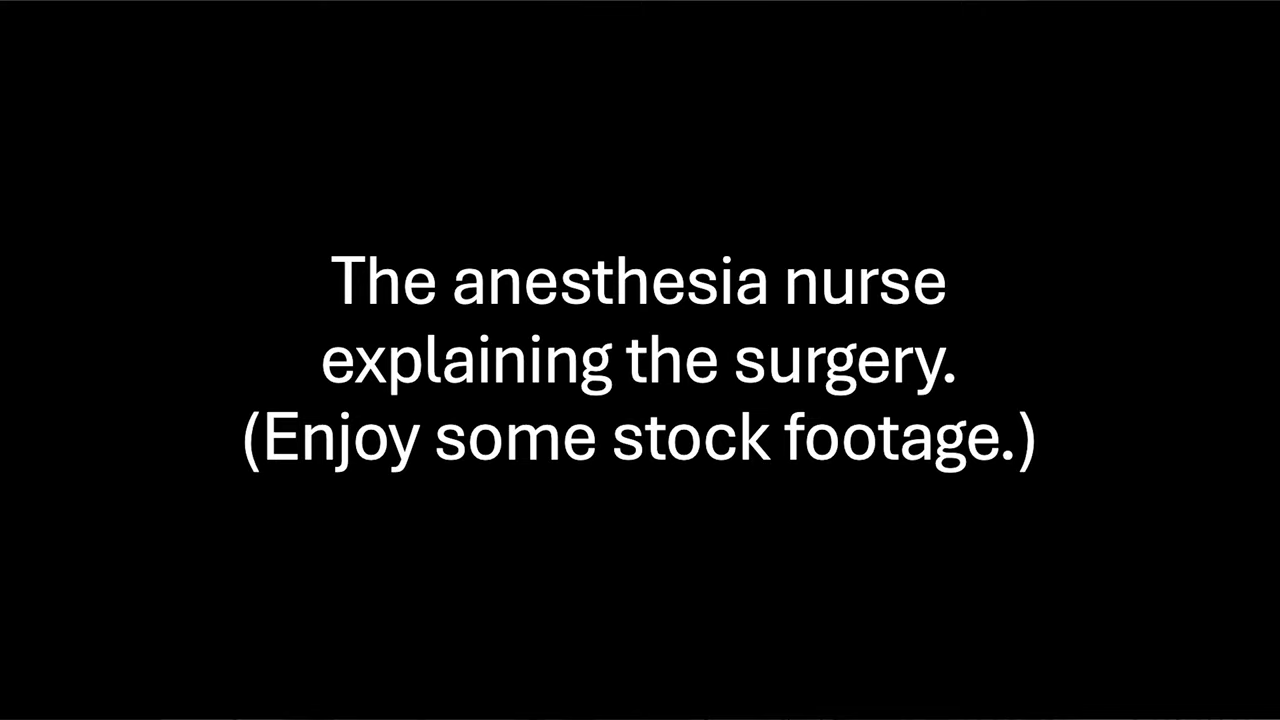 The anesthesia nurse
explaining the surgery.
(Enjoy some stock footage.)